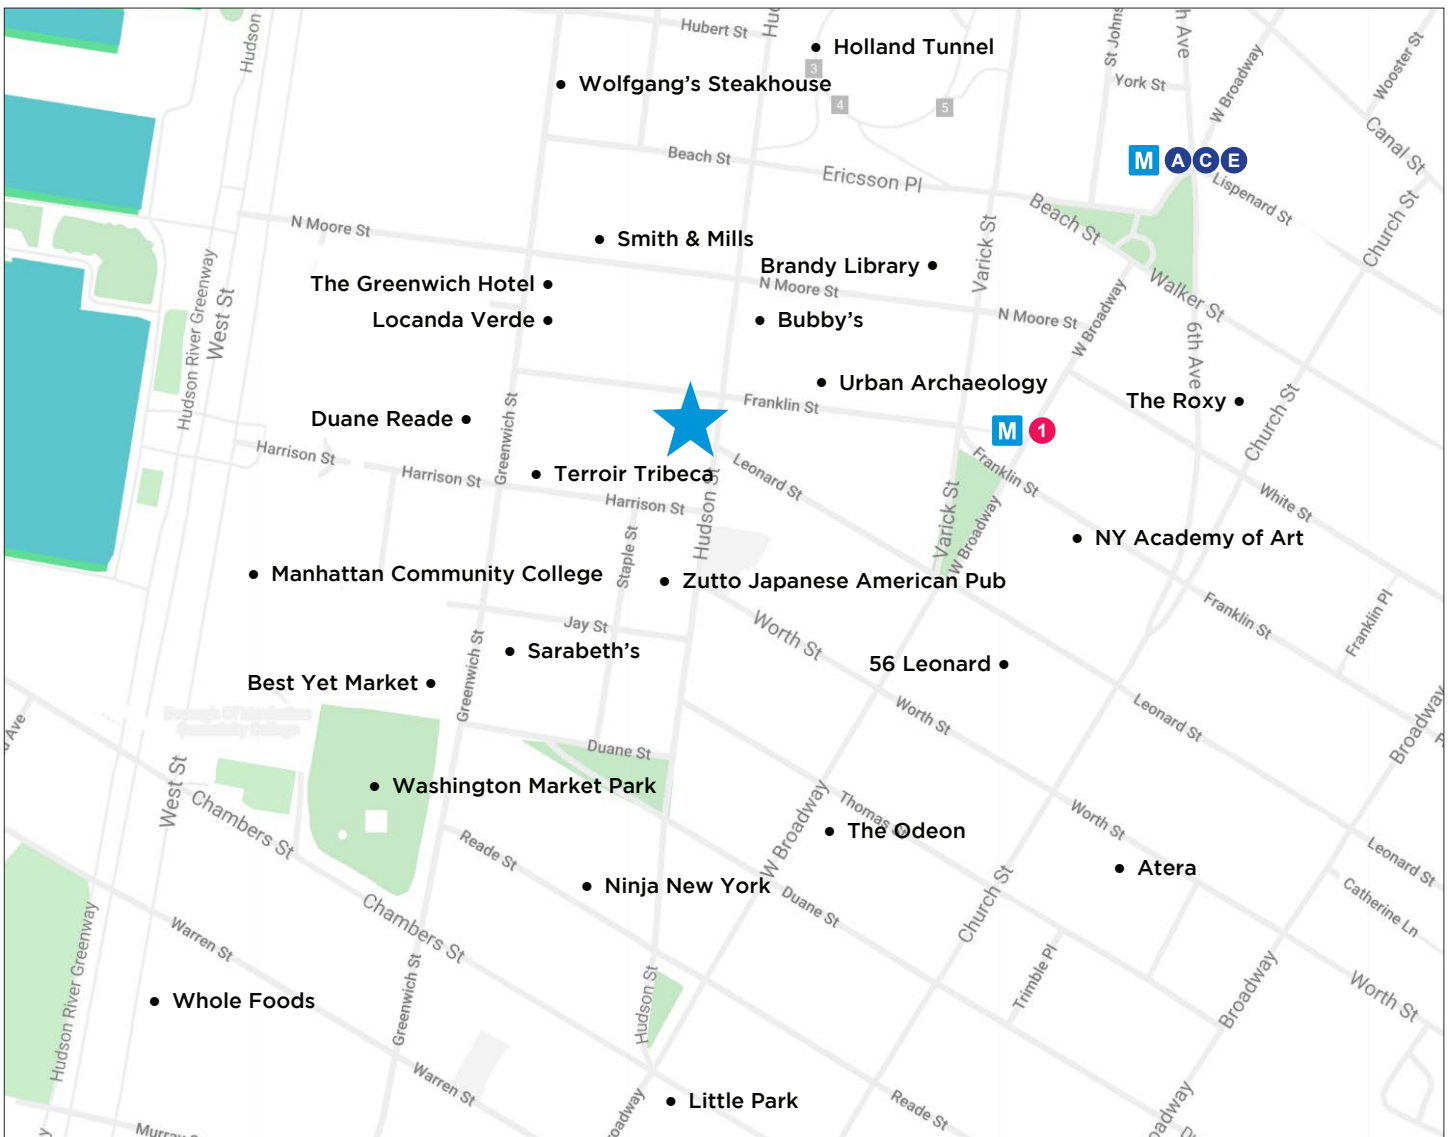 Hubert St
Holland Tunnel
Hudson
St Johns
W Broadway
Wooster St
3
Wolfgang's Steakhouse
York St
4
5
Canal St
Beach St
Ericsson Pl
M A C E
Lispenard St
Church St
N Moore St
Smith & Mills
Beach St
Varick St
Brandy Library
The Greenwich Hotel
N Moore St
Walker St
Hudson River Greenway
West St
Locanda Verde
Bubby's
N Moore St
W Broadway
6th Ave
Urban Archaeology
Franklin St
The Roxy
Duane Reade
Greenwich St
M 1
Church St
Harrison St
Harrison St
Terroir Tribeca
Leonard St
Franklin St
White St
Harrison St
Hudson St
Varick St
W Broadway
NY Academy of Art
Staple St
Manhattan Community College
Zutto Japanese American Pub
Jay St
Worth St
Franklin St
Franklin Pl
Sarabeth's
56 Leonard
Greenwich St
Best Yet Market
Worth St
Leonard St
Broadway
Duane St
West St
Washington Market Park
Chambers St
Thomas St
The Odeon
W Broadway
Worth St
Reade St
Leonard St
Atera
Ninja New York
Duane St
Church St
Catherine Ln
Chambers St
Warren St
Hudson River Greenway
Greenwich St
Whole Foods
Hudson St
Trimble Pl
Broadway
Worth St
Warren St
Little Park
Reade St